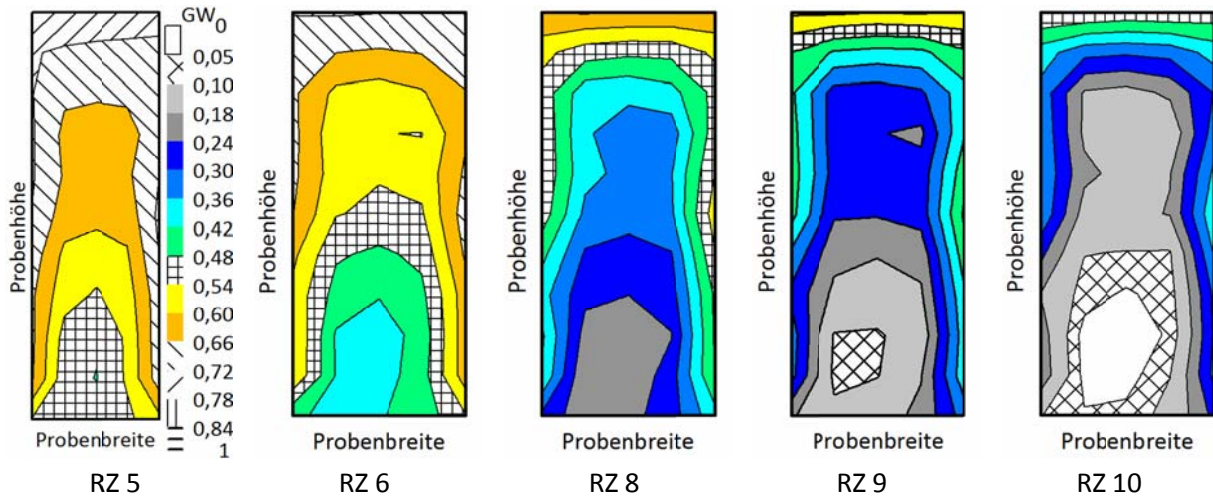 GW
0
0,05
0,10
0,18
0,24
0,30
0,36
0,42
0,48
0,54
0,60
0,66
0,72
0,78
0,84
1
Probenhöhe
Probenhöhe
Probenhöhe
Probenhöhe
Probenhöhe
Probenbreite
Probenbreite
Probenbreite
Probenbreite
Probenbreite
RZ 5
RZ 6
RZ 8
RZ 9
RZ 10